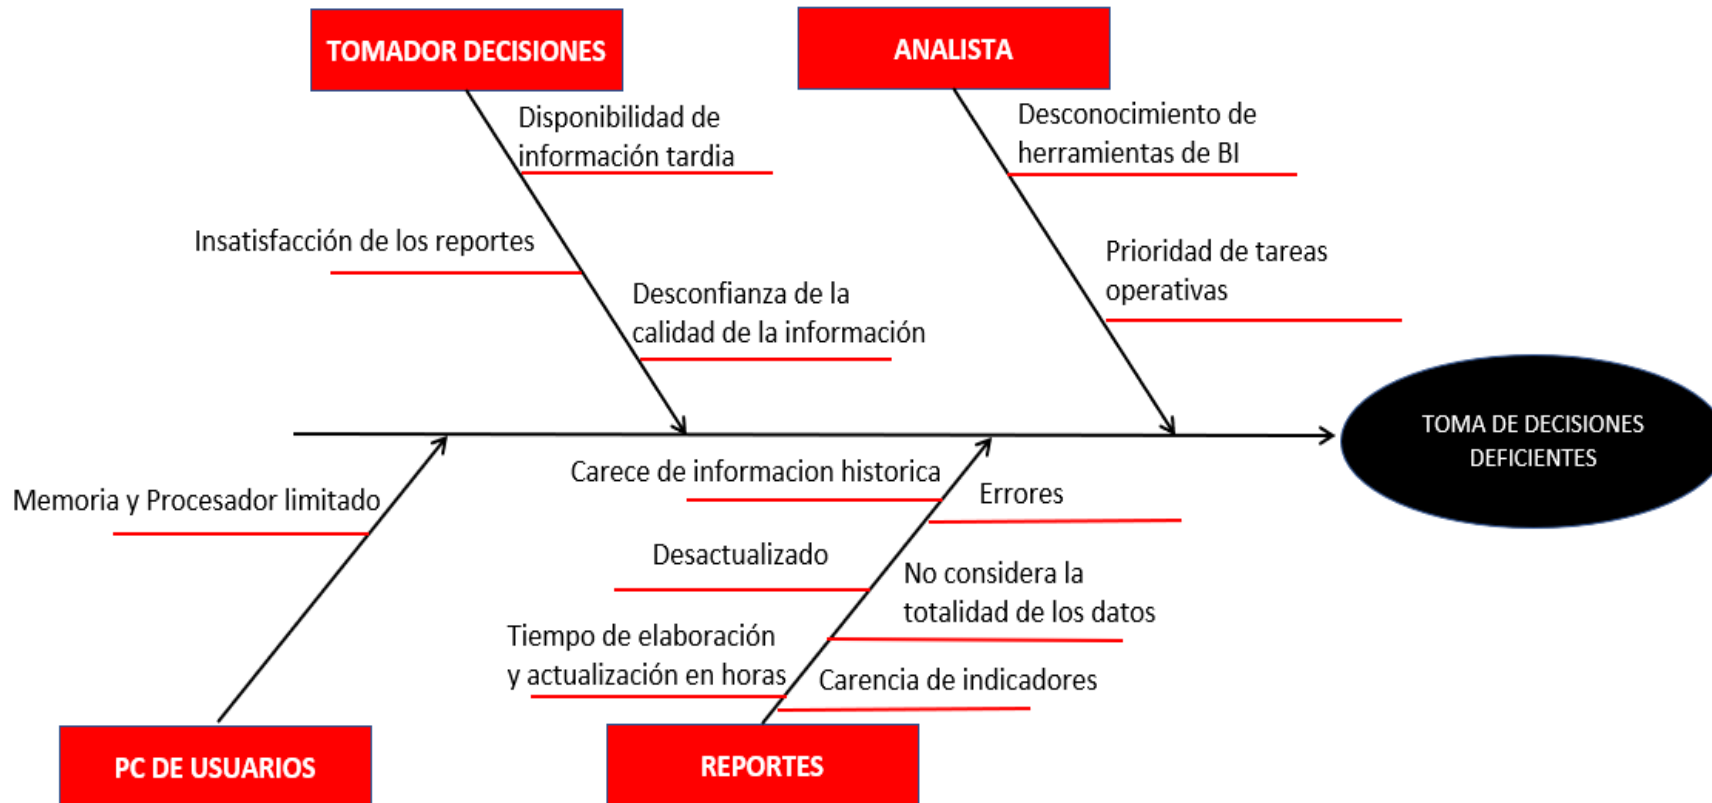 TOMADOR DECISIONES
ANALISTA
Disponibilidad de
información tardia
Desconocimiento de
herramientas de BI
Insatisfacción de los reportes
Prioridad de tareas
operativas
Desconfianza de la
calidad de la información
TOMA DE DECISIONES
DEFICIENTES
Carece de informacion historica
Errores
Memoria y Procesador limitado
Desactualizado
No considera la
totalidad de los datos
Tiempo de elaboración
y actualización en horas
Carencia de indicadores
PC DE USUARIOS
REPORTES